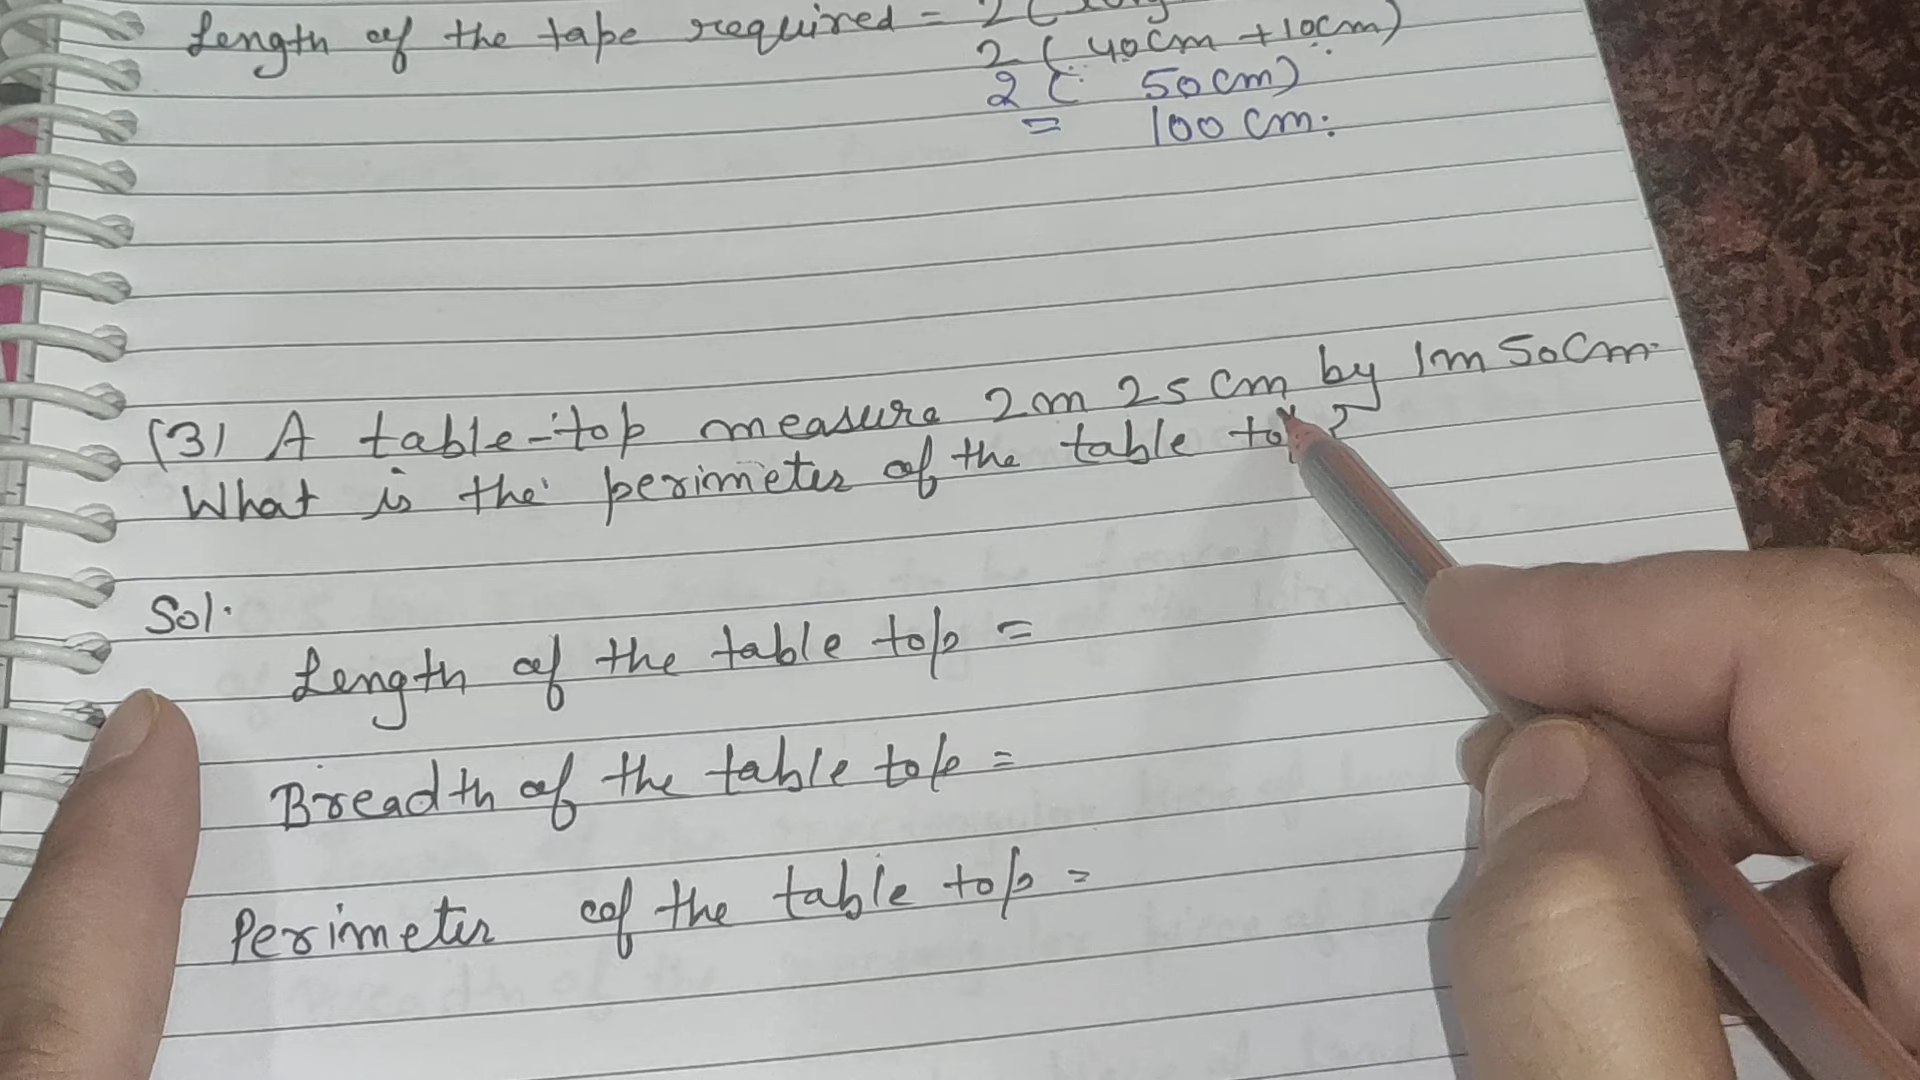 Length of the tape required = 2 (
2 ( 40cm + 10cm)
2 ( 50cm)
= 100 cm.
(3) A table-top measure 2m 25 cm by 1m 50cm.
What is the perimeter of the table top?
Sol.
Length of the table top =
Breadth of the table top =
Perimeter of the table top =